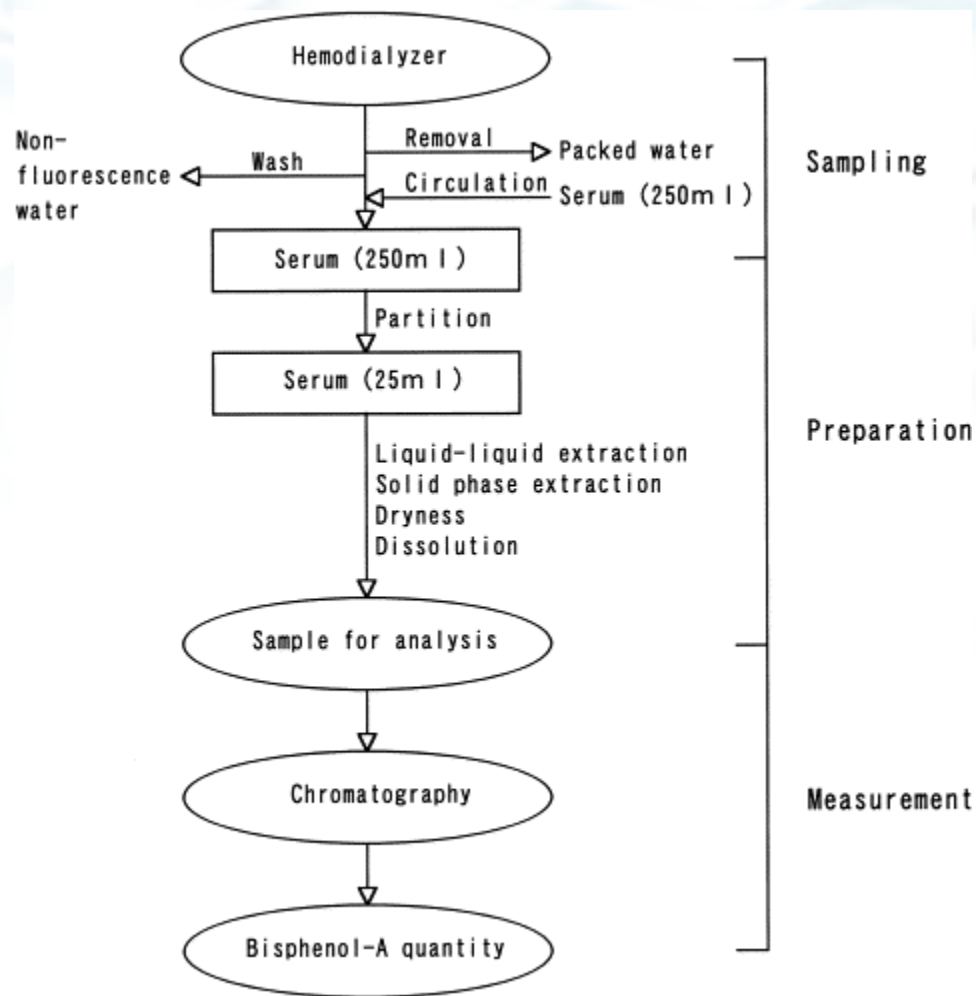 Hemodialyzer
Non-
fluorescence
water
Wash
Removal
Packed water
Circulation
Serum (250ml)
Sampling
Serum (250ml)
Partition
Serum (25ml)
Liquid-liquid extraction
Solid phase extraction
Dryness
Dissolution
Preparation
Sample for analysis
Chromatography
Measurement
Bisphenol-A quantity